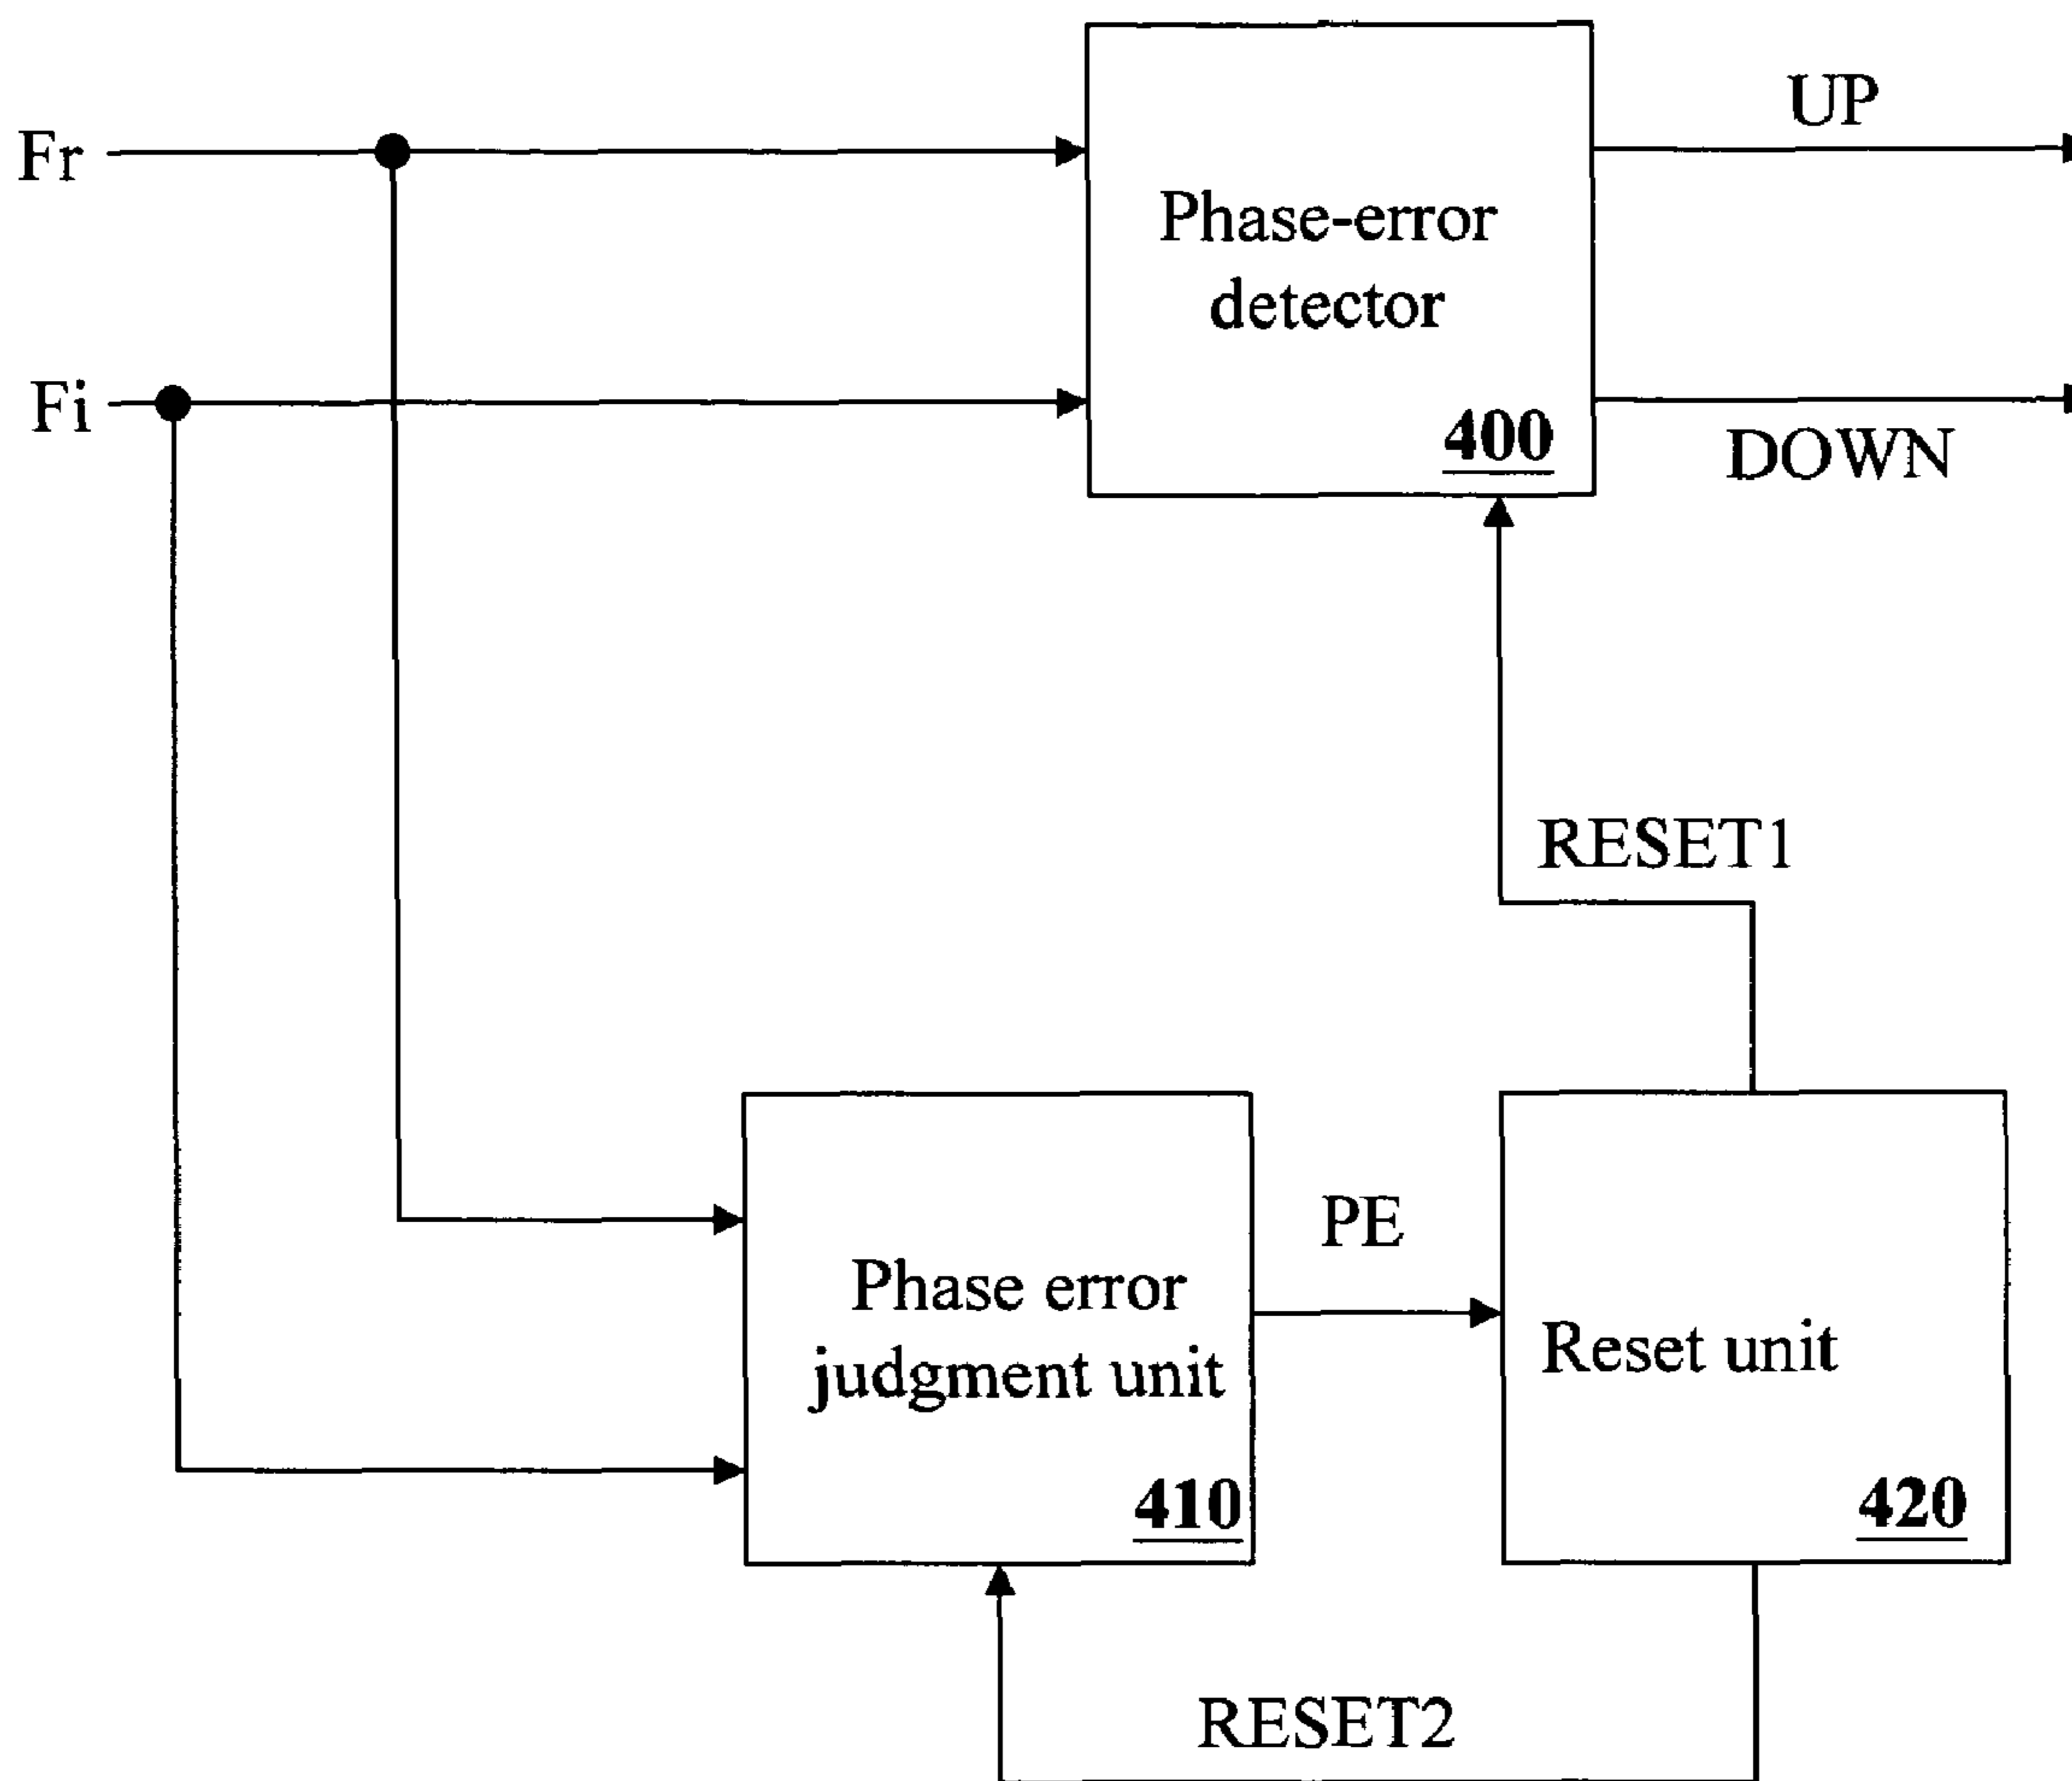 UP
Fr
Phase-error
detector
Fi
400
DOWN
RESET1
PE
Phase error
judgment unit
410
Reset unit
420
RESET2